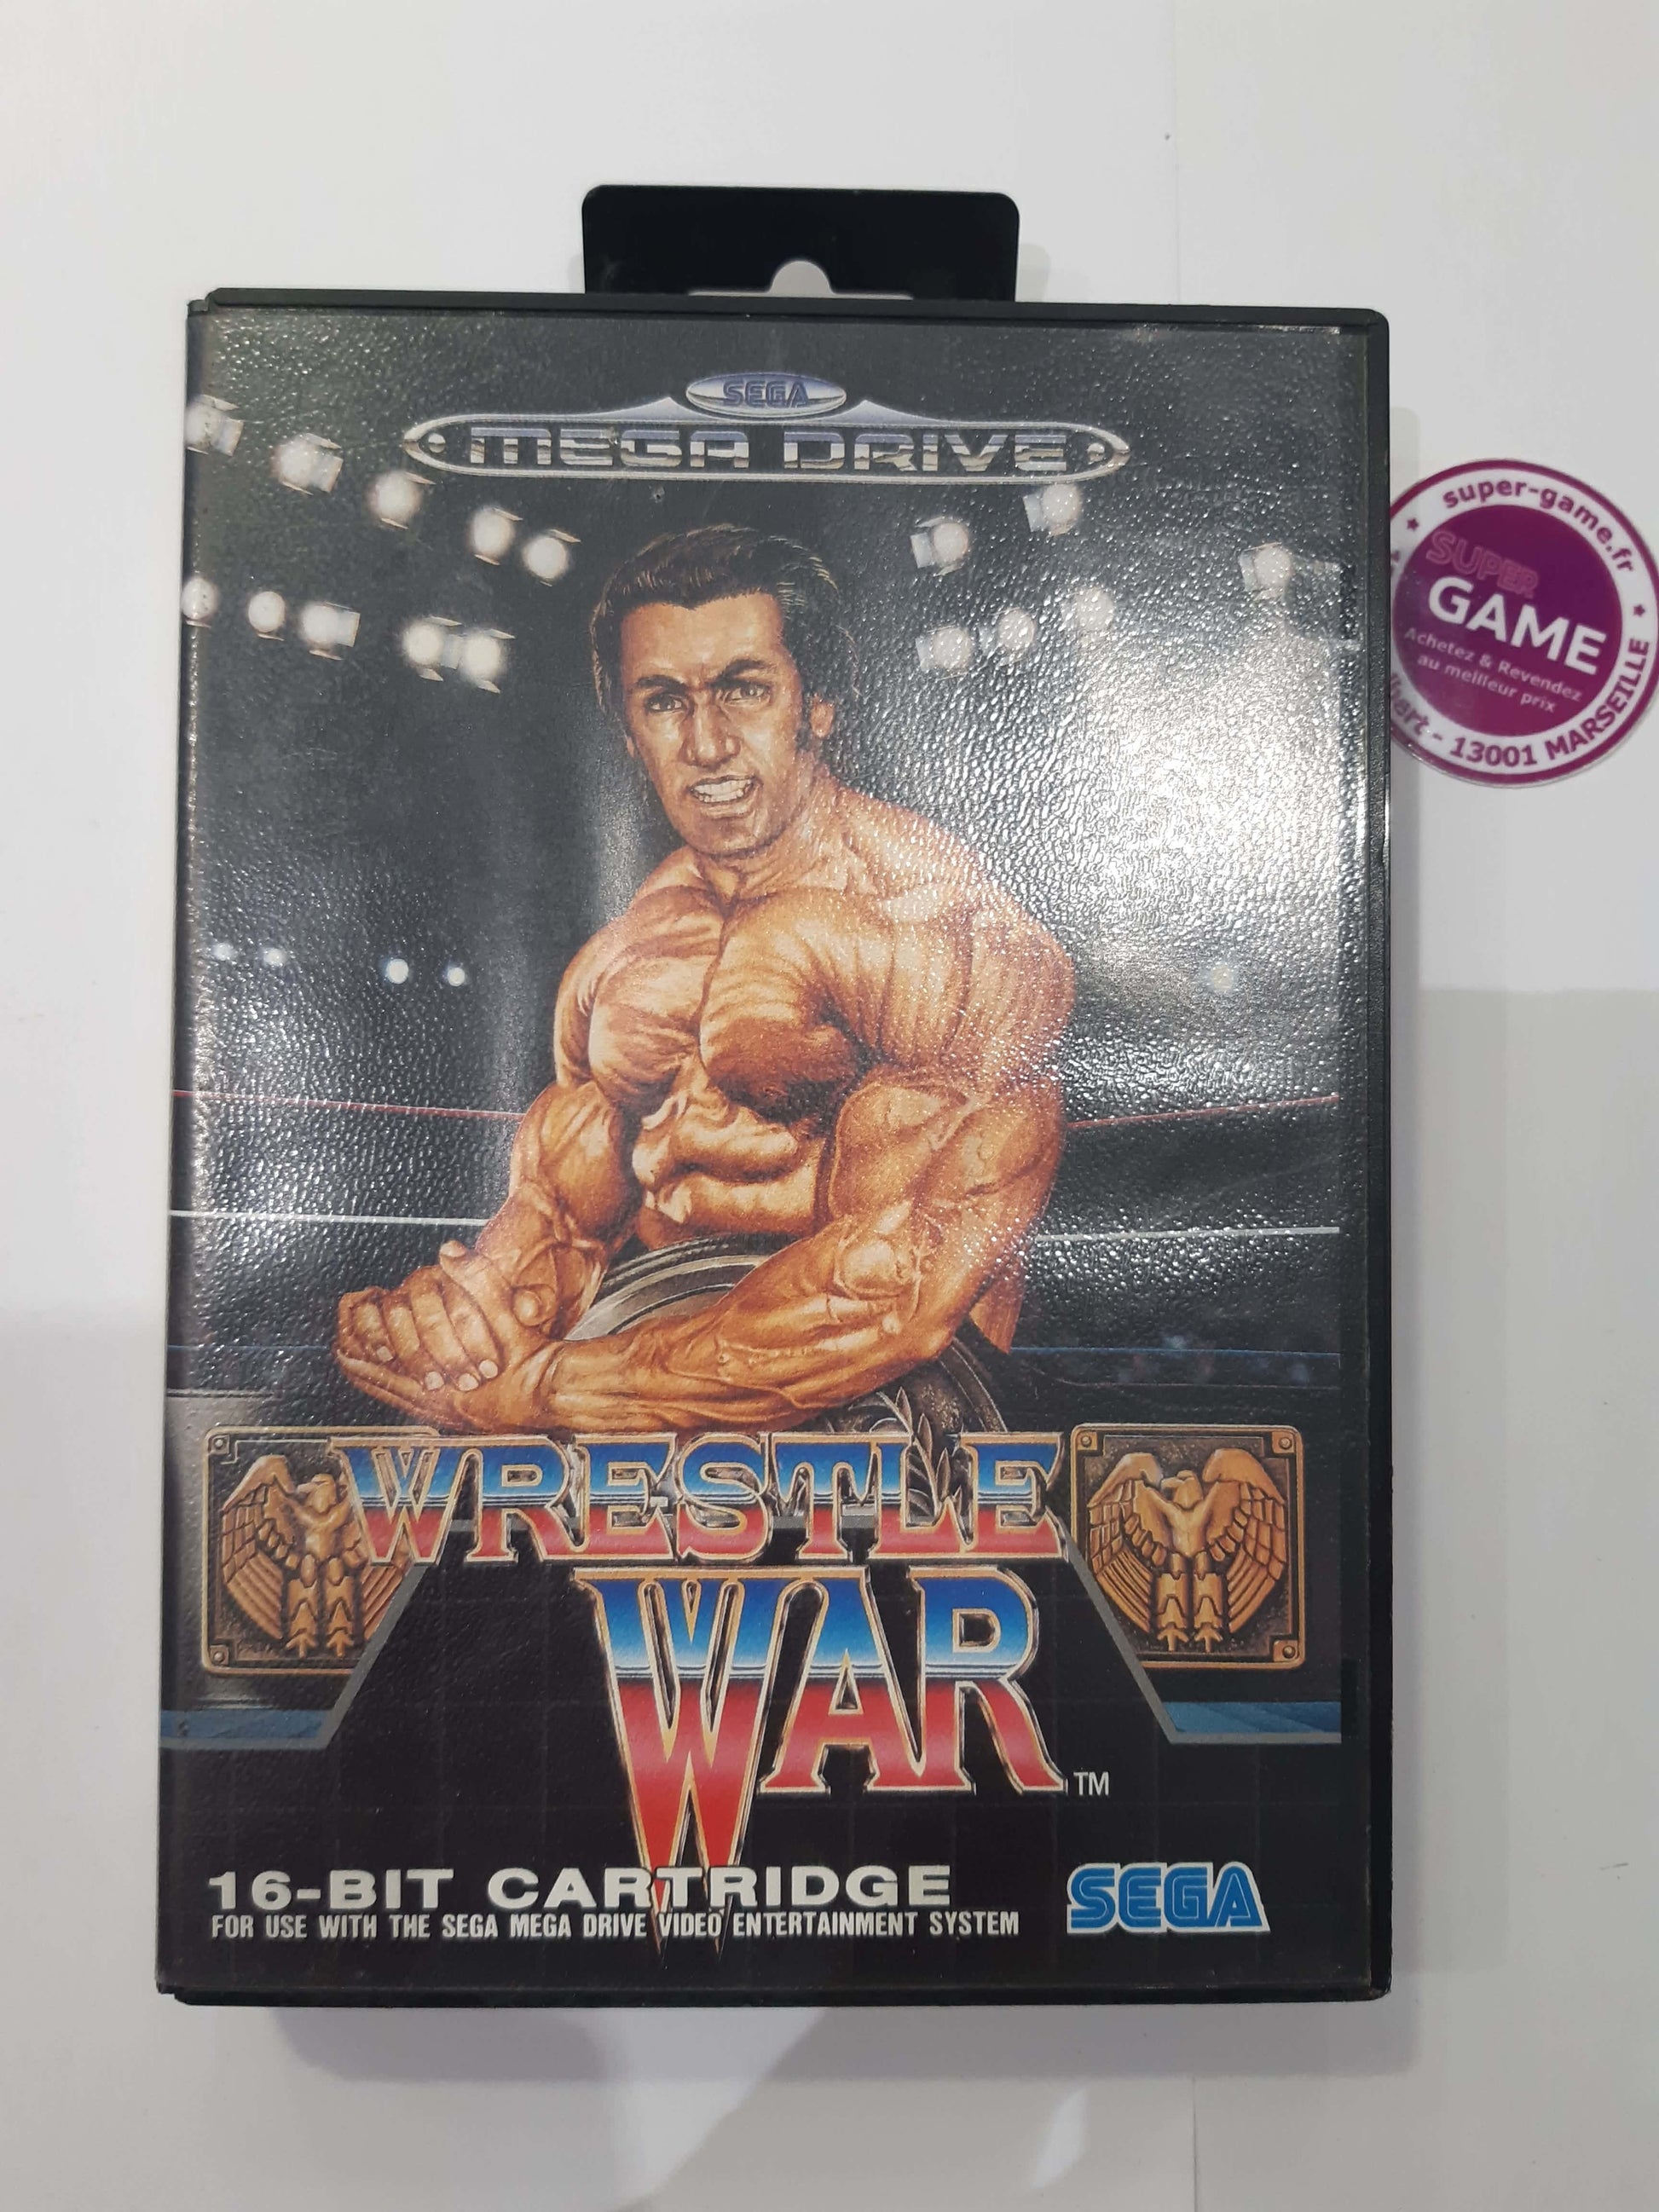 SEGA
MEGA DRIVE
super-game.fr
SUPER
GAME
Achetez & Revendez
au meilleur prix
- 13001 MARSEILLE
WRESTLE
WAR
TM
16-BIT CARTRIDGE
FOR USE WITH THE SEGA MEGA DRIVE VIDEO ENTERTAINMENT SYSTEM
SEGA